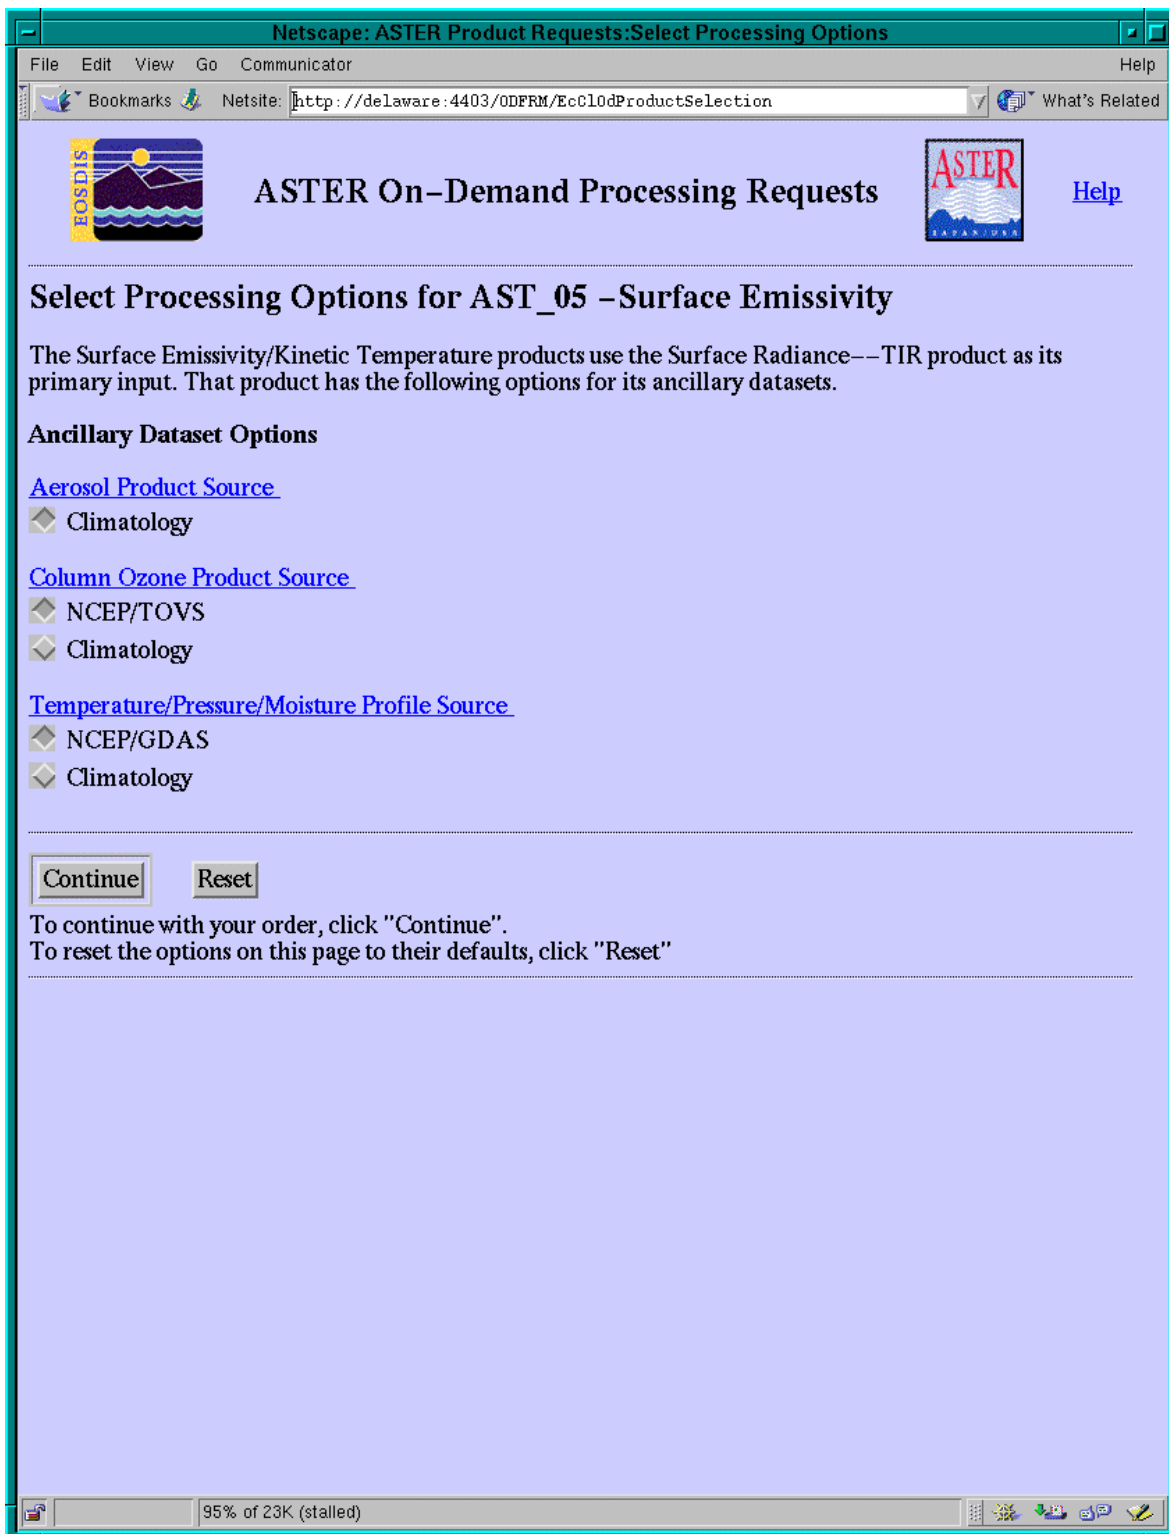 Netscape: ASTER Product Requests:Select Processing Options
File Edit View Go Communicator Help
Bookmarks Netsite: http://delaware:4403/ODFRM/EcClOdProductSelection What's Related
EOSDIS
ASTER On-Demand Processing Requests
ASTER
JAPAN/USA
Help
Select Processing Options for AST_05 -Surface Emissivity
The Surface Emissivity/Kinetic Temperature products use the Surface Radiance--TIR product as its
primary input. That product has the following options for its ancillary datasets.
Ancillary Dataset Options
Aerosol Product Source
Climatology
Column Ozone Product Source
NCEP/TOVS
Climatology
Temperature/Pressure/Moisture Profile Source
NCEP/GDAS
Climatology
Continue Reset
To continue with your order, click "Continue".
To reset the options on this page to their defaults, click "Reset"
95% of 23K (stalled)